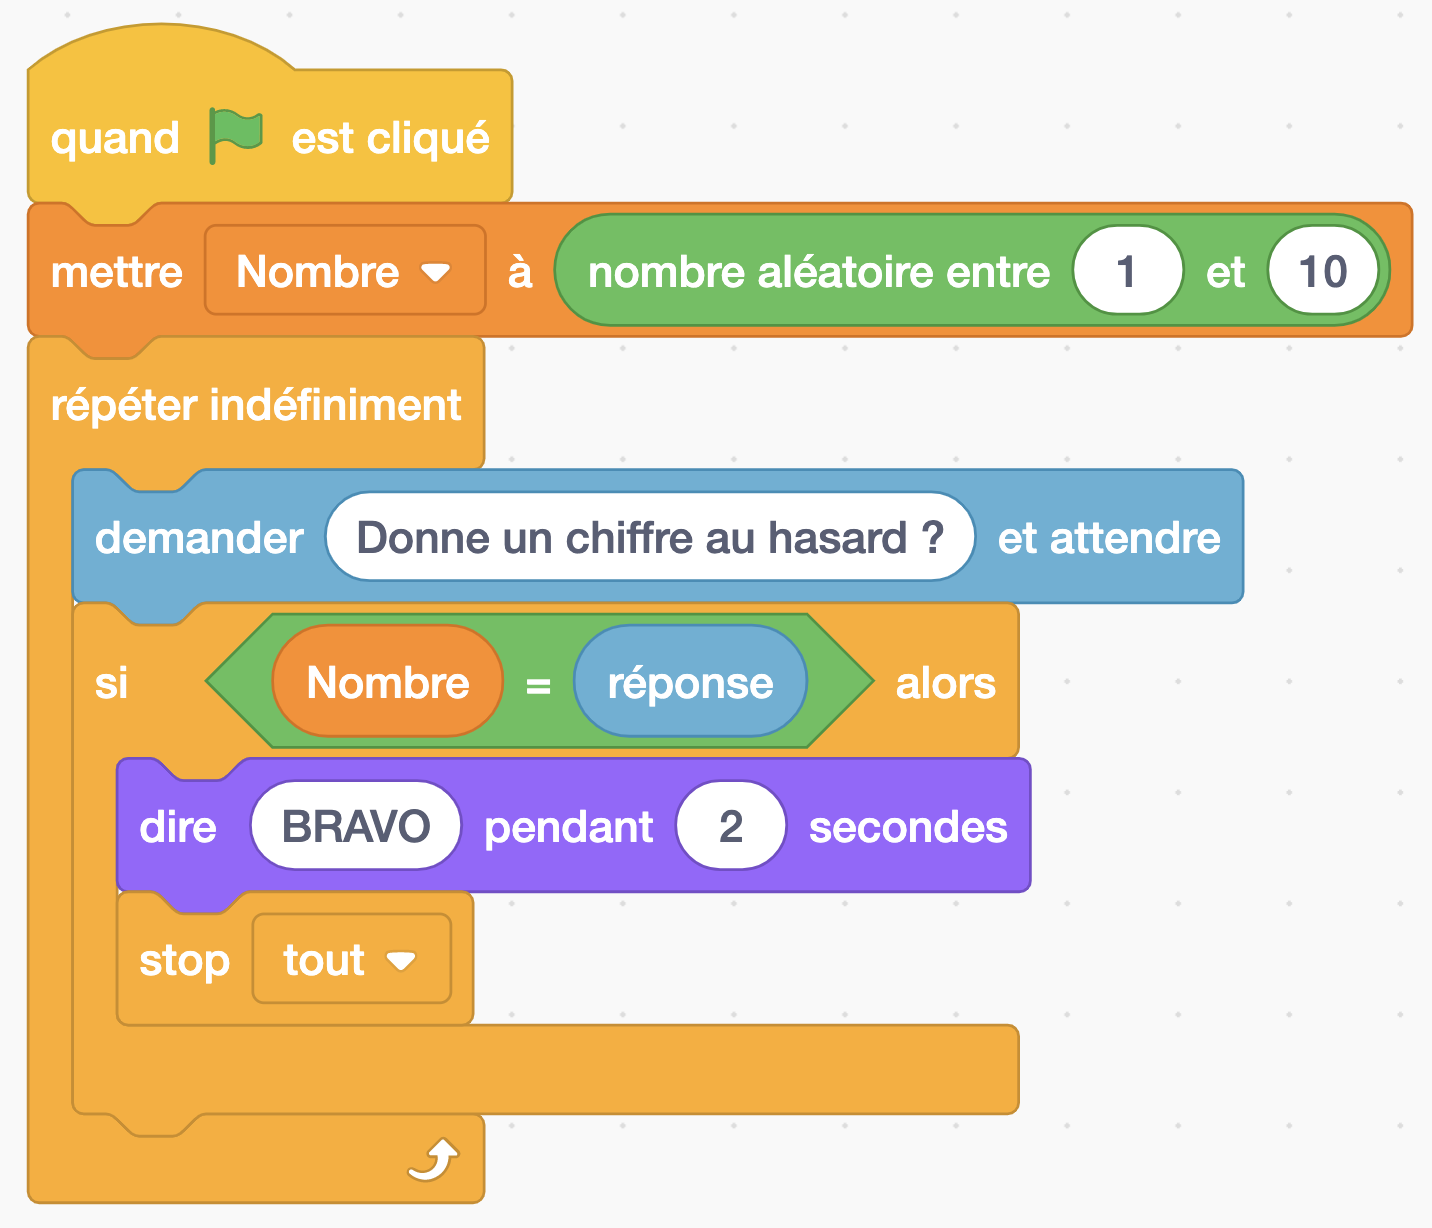 quand est cliqué
mettre Nombre à nombre aléatoire entre 1 et 10
répéter indéfiniment
demander Donne un chiffre au hasard ? et attendre
si Nombre = réponse alors
dire BRAVO pendant 2 secondes
stop tout